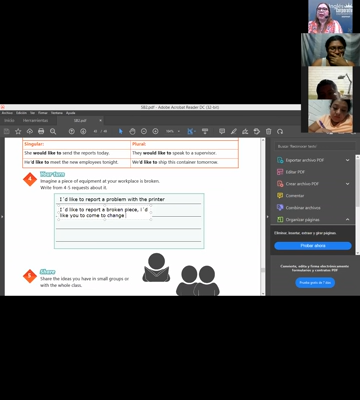 SB1.pdf - Adobe Acrobat Reader DC (32-bit)
Archivo Edición Ver Firmar Ventana Ayuda
Inicio Herramientas SB1.pdf
Singular: Plural:
She would like to send the reports today. They would like to speak to a supervisor.
He'd like to meet the new employees tonight. We'd like to ship this container tomorrow.
4. Your turn
Imagine a piece of equipment at your workplace is broken.
Write from 4-5 requests about it.
I´d like to report a problem with the printer
I´d like to report a broken piece, I´d
like you to come to change
5. Share
Share the ideas you have in small groups or
with the whole class.
Exportar archivo PDF
Editar PDF
Crear archivo PDF
Comentar
Combinar archivos
Organizar páginas
Probar ahora